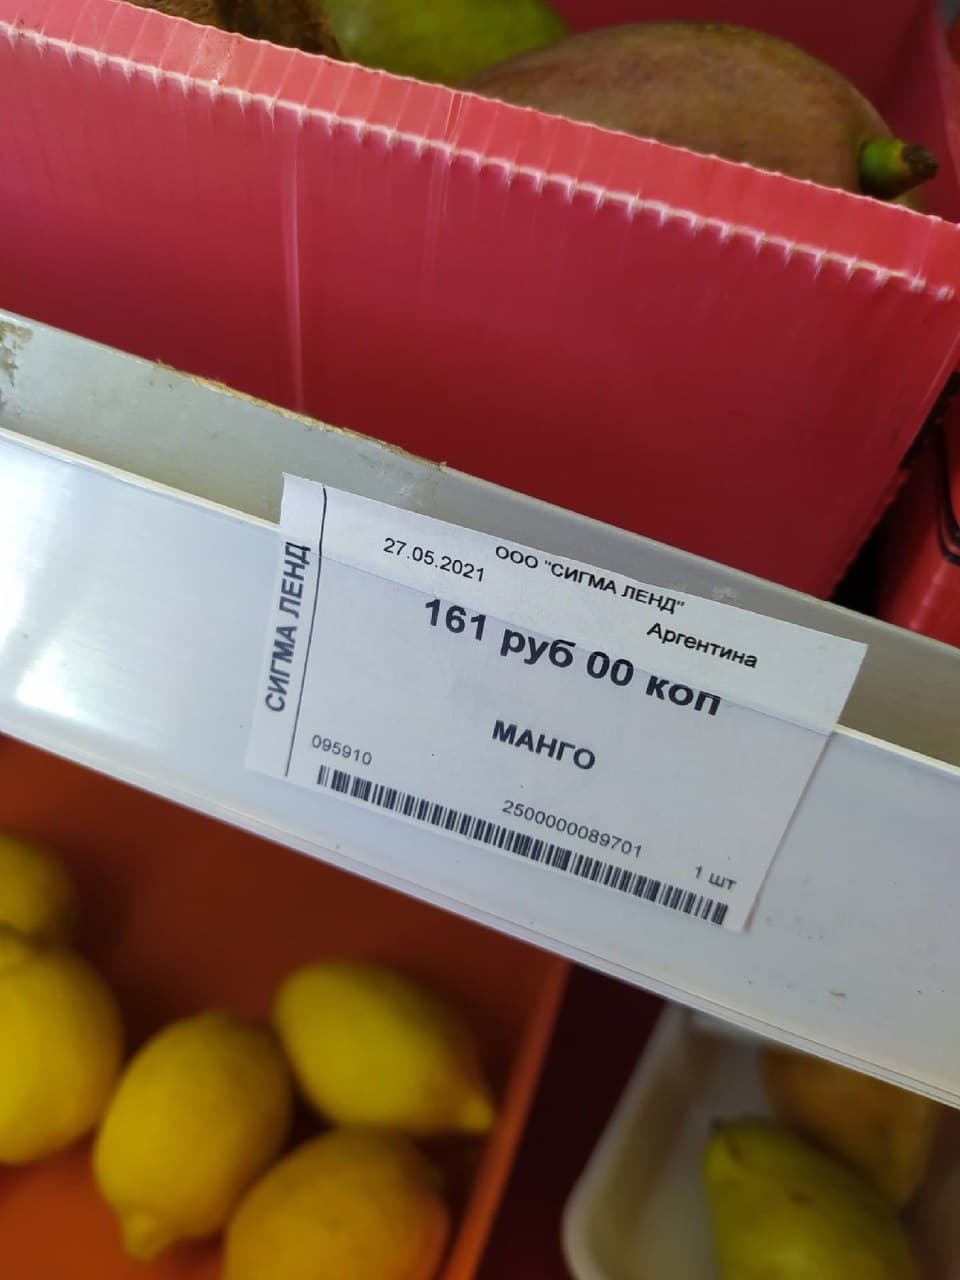 СИГМА ЛЕНД
27.05.2021
ООО "СИГМА ЛЕНД"
Аргентина
161 руб 00 коп
МАНГО
095910
2500000089701
1 шт